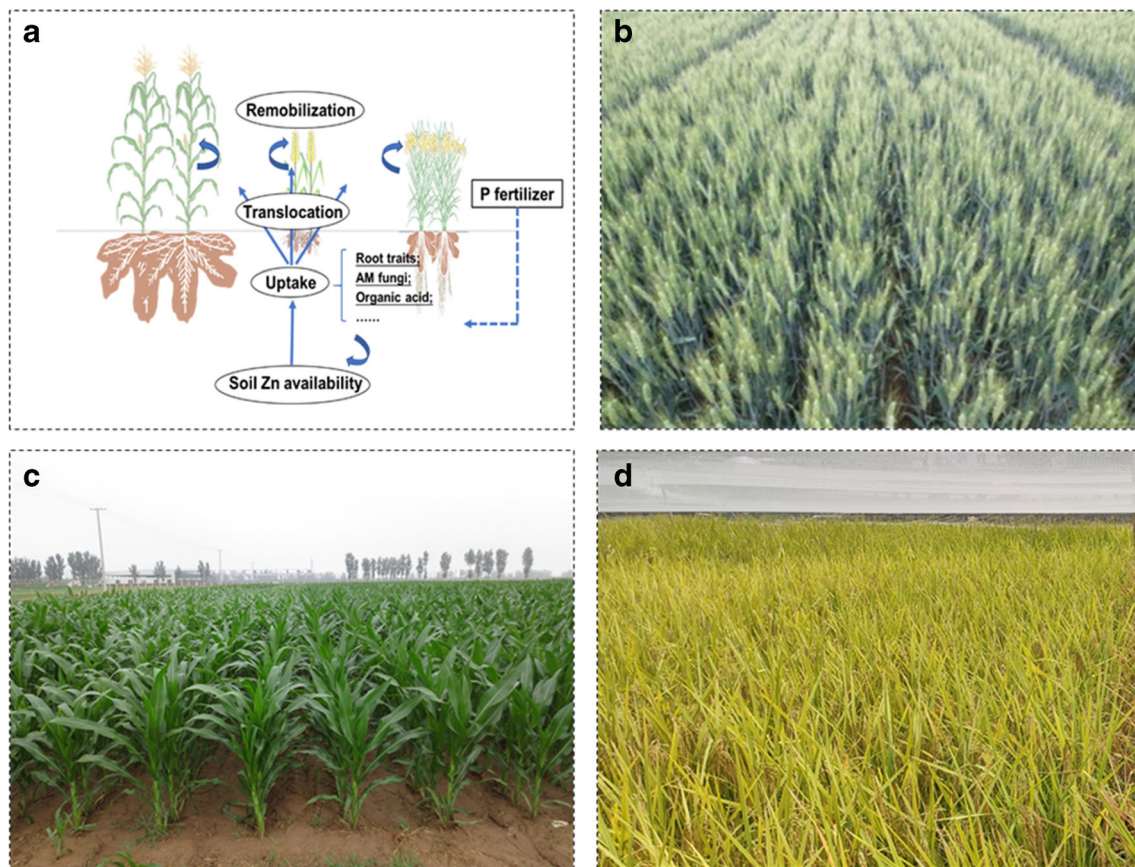 a
Remobilization
Translocation
P fertilizer
Uptake
Root traits;
AM fungi;
Organic acid;
......
Soil Zn availability
b
c
d